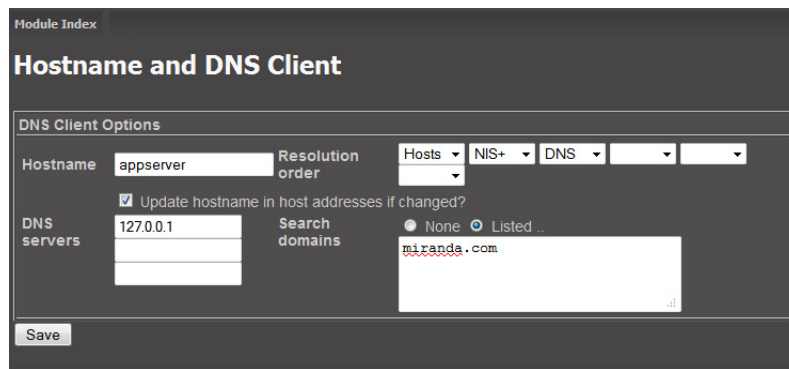 Module Index
Hostname and DNS Client
DNS Client Options
Hostname appserver Resolution order Hosts NIS+ DNS
Update hostname in host addresses if changed?
DNS servers 127.0.0.1 Search domains None Listed ..
miranda.com
Save